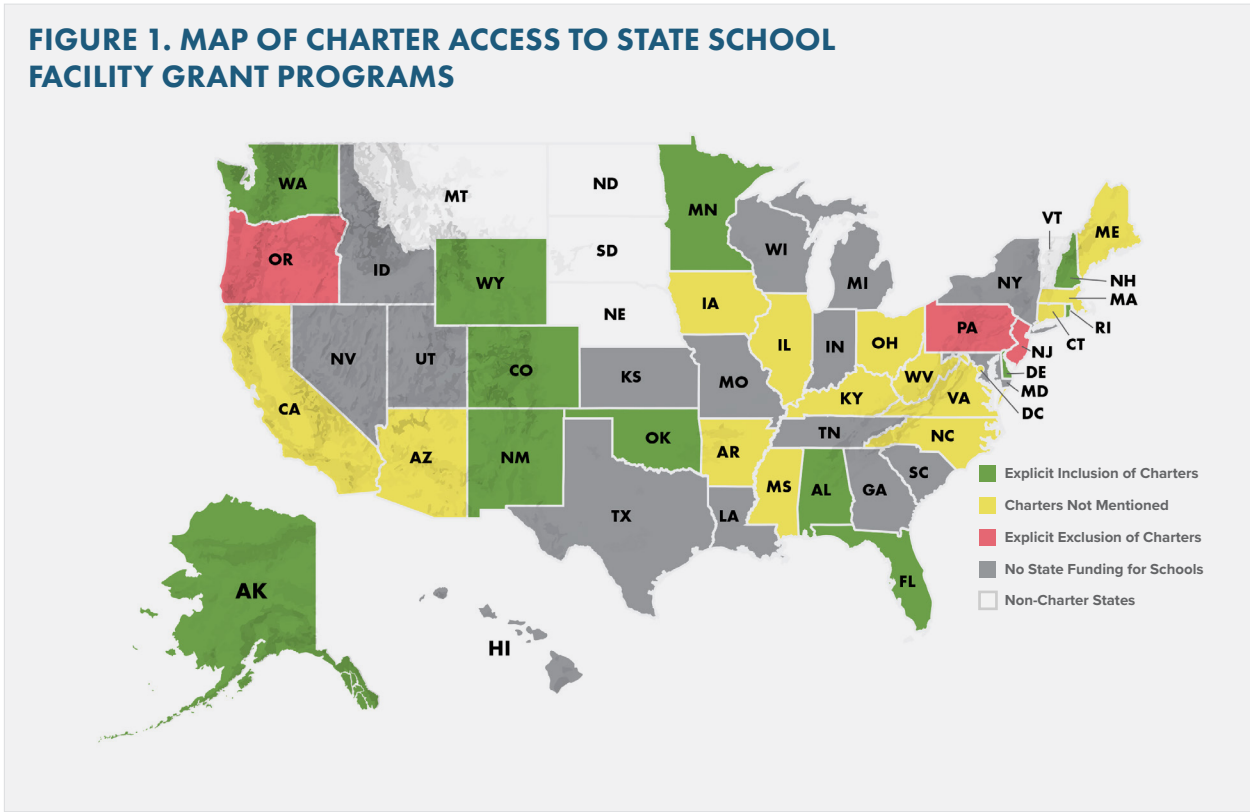 FIGURE 1. MAP OF CHARTER ACCESS TO STATE SCHOOL
FACILITY GRANT PROGRAMS
WA
MT
ND
MN
VT
ME
OR
ID
SD
WI
WY
MI
NY
NH
MA
IA
NE
RI
PA
CT
NV
UT
IL
IN
OH
NJ
CO
KS
MO
WV
DE
MD
KY
VA
DC
CA
TN
NC
OK
AZ
NM
AR
SC
MS
AL
GA
TX
LA
Explicit Inclusion of Charters
Charters Not Mentioned
Explicit Exclusion of Charters
No State Funding for Schools
Non-Charter States
FL
AK
HI